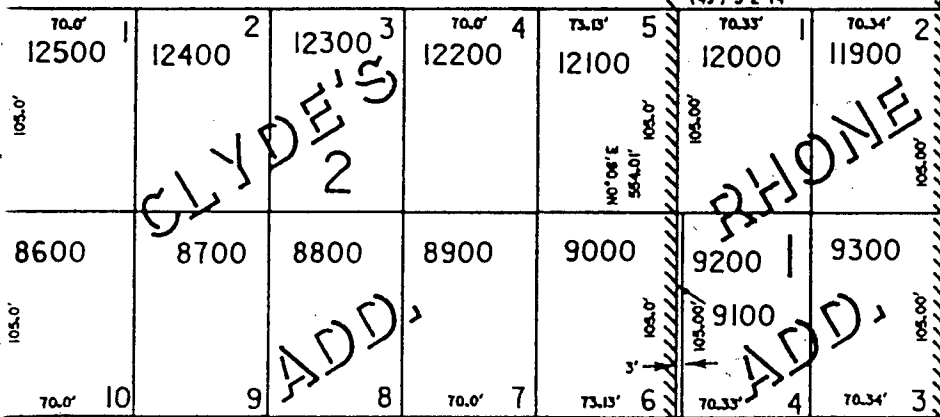 70.0' 1 2 3 70.0' 4 73.13' 5 70.33' 1 70.34' 2
12500 12400 12300 12200 12100 12000 11900
105.0' 105.0' 105.00' 105.00'
N0°06'E
554.01'
CLYDE'S
2
RHONE
8600 8700 8800 8900 9000 9200 1 9300
9100
105.0' 105.0' 105.00' 105.00'
ADD. ADD.
3'
70.0' 10 9 8 70.0' 7 73.13' 6 70.33' 4 70.34' 3